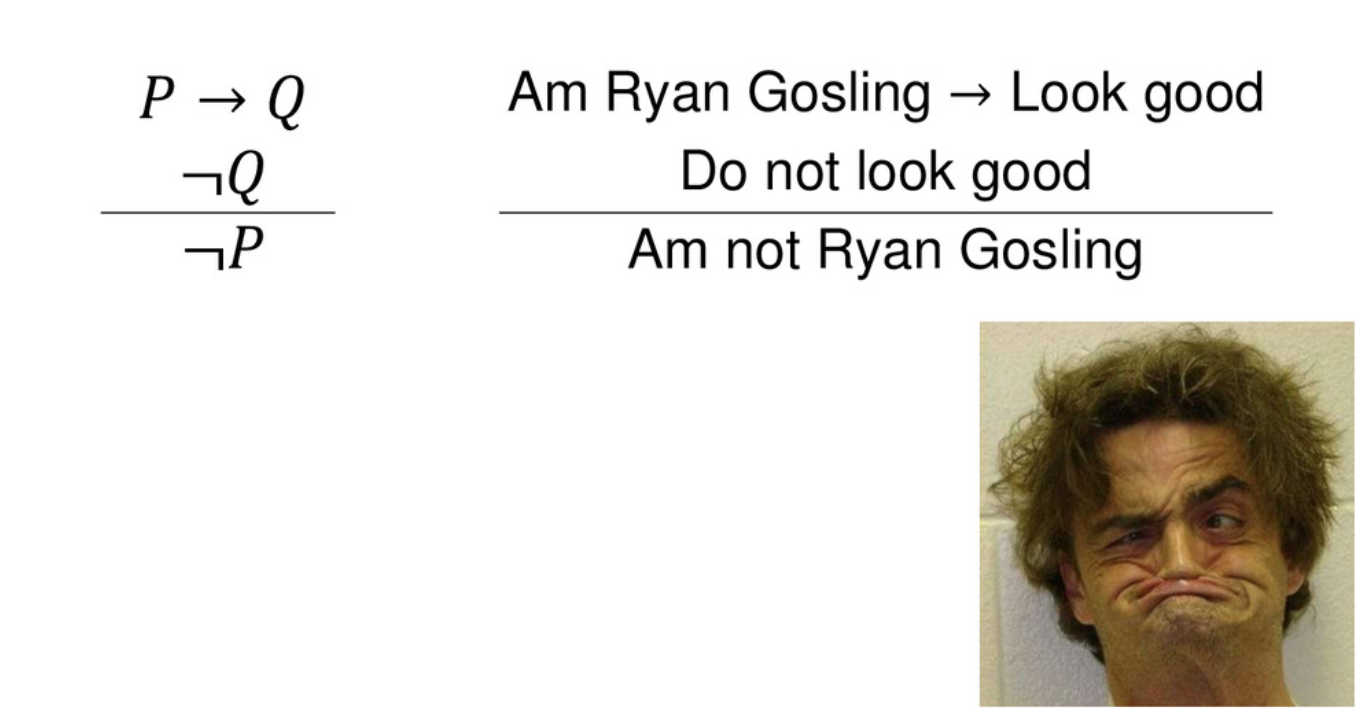 P → Q
¬Q
¬P
Am Ryan Gosling → Look good
Do not look good
Am not Ryan Gosling